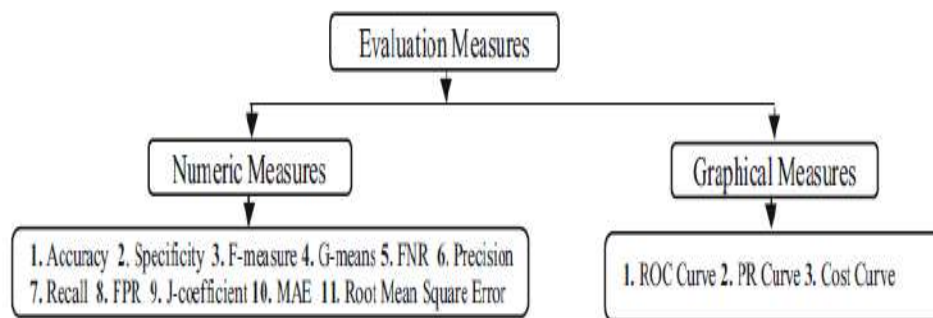 Evaluation Measures
Numeric Measures
Graphical Measures
1. Accuracy 2. Specificity 3. F-measure 4. G-means 5. FNR 6. Precision
7. Recall 8. FPR 9. J-coefficient 10. MAE 11. Root Mean Square Error
1. ROC Curve 2. PR Curve 3. Cost Curve